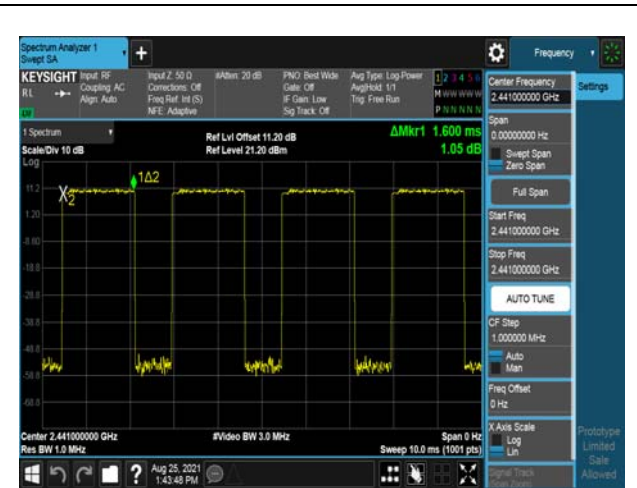 Spectrum Analyzer 1
Swept SA
Frequency
KEYSIGHT Input: RF Input Z: 50 Ω #Atten: 20 dB PNO: Best Wide Avg Type: Log-Power 1 2 3 4 5 6
RL Coupling: AC Corrections: Off Gate: Off Avg|Hold: 1/1 M W W W W W
Align: Auto Freq Ref: Int (S) IF Gain: Low Trig: Free Run
NFE: Adaptive Sig Track: Off P N N N N N
1 Spectrum
Scale/Div 10 dB
Log
Ref Lvl Offset 11.20 dB
Ref Level 21.20 dBm
ΔMkr1 1.600 ms
1.05 dB
1Δ2
X2
11.2
1.20
-8.80
-18.8
-28.8
-38.8
-48.8
-58.8
-68.8
Center 2.441000000 GHz #Video BW 3.0 MHz Span 0 Hz
Res BW 1.0 MHz Sweep 10.0 ms (1001 pts)
Aug 25, 2021
1:43:48 PM
Center Frequency
2.441000000 GHz
Settings
Span
0.00000000 Hz
Swept Span
Zero Span
Full Span
Start Freq
2.441000000 GHz
Stop Freq
2.441000000 GHz
AUTO TUNE
CF Step
1.000000 MHz
Auto
Man
Freq Offset
0 Hz
X Axis Scale
Log
Lin
Signal Track
Prototype
Limited
Sale
Allowed